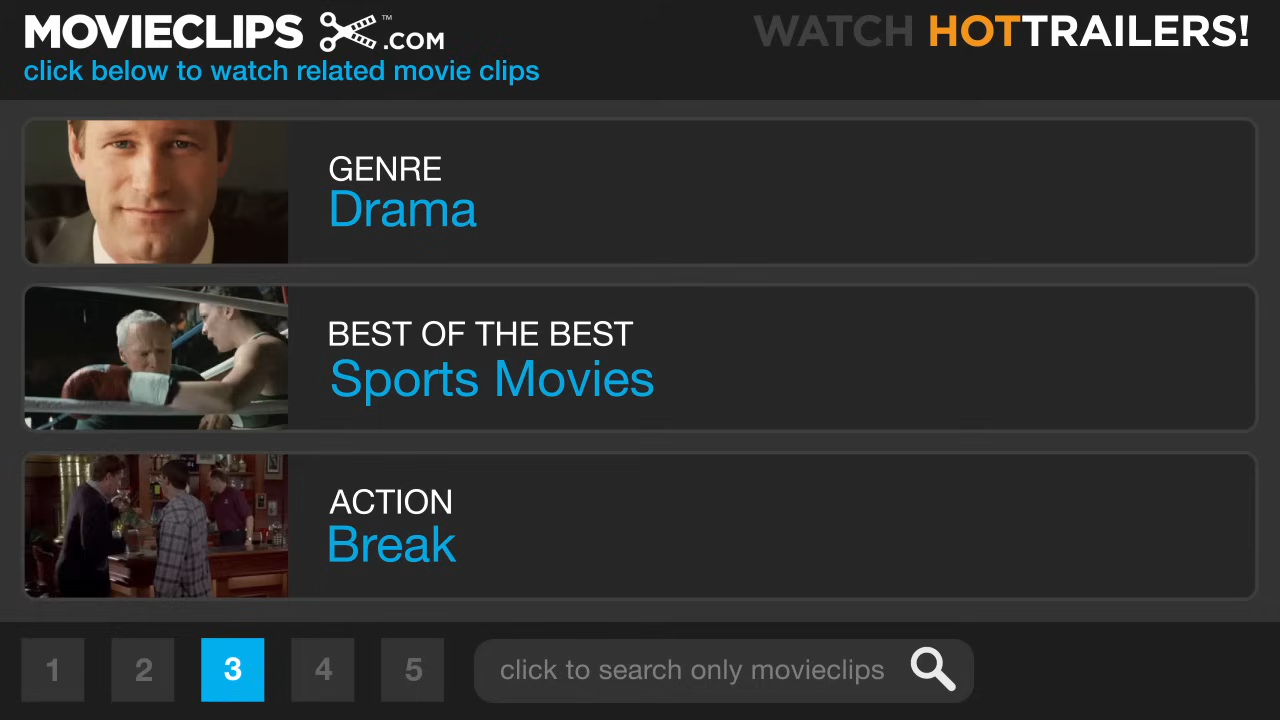 MOVIECLIPS ™ .COM
WATCH HOTTRAILERS!
click below to watch related movie clips
GENRE
Drama
BEST OF THE BEST
Sports Movies
ACTION
Break
1 2 3 4 5
click to search only movieclips